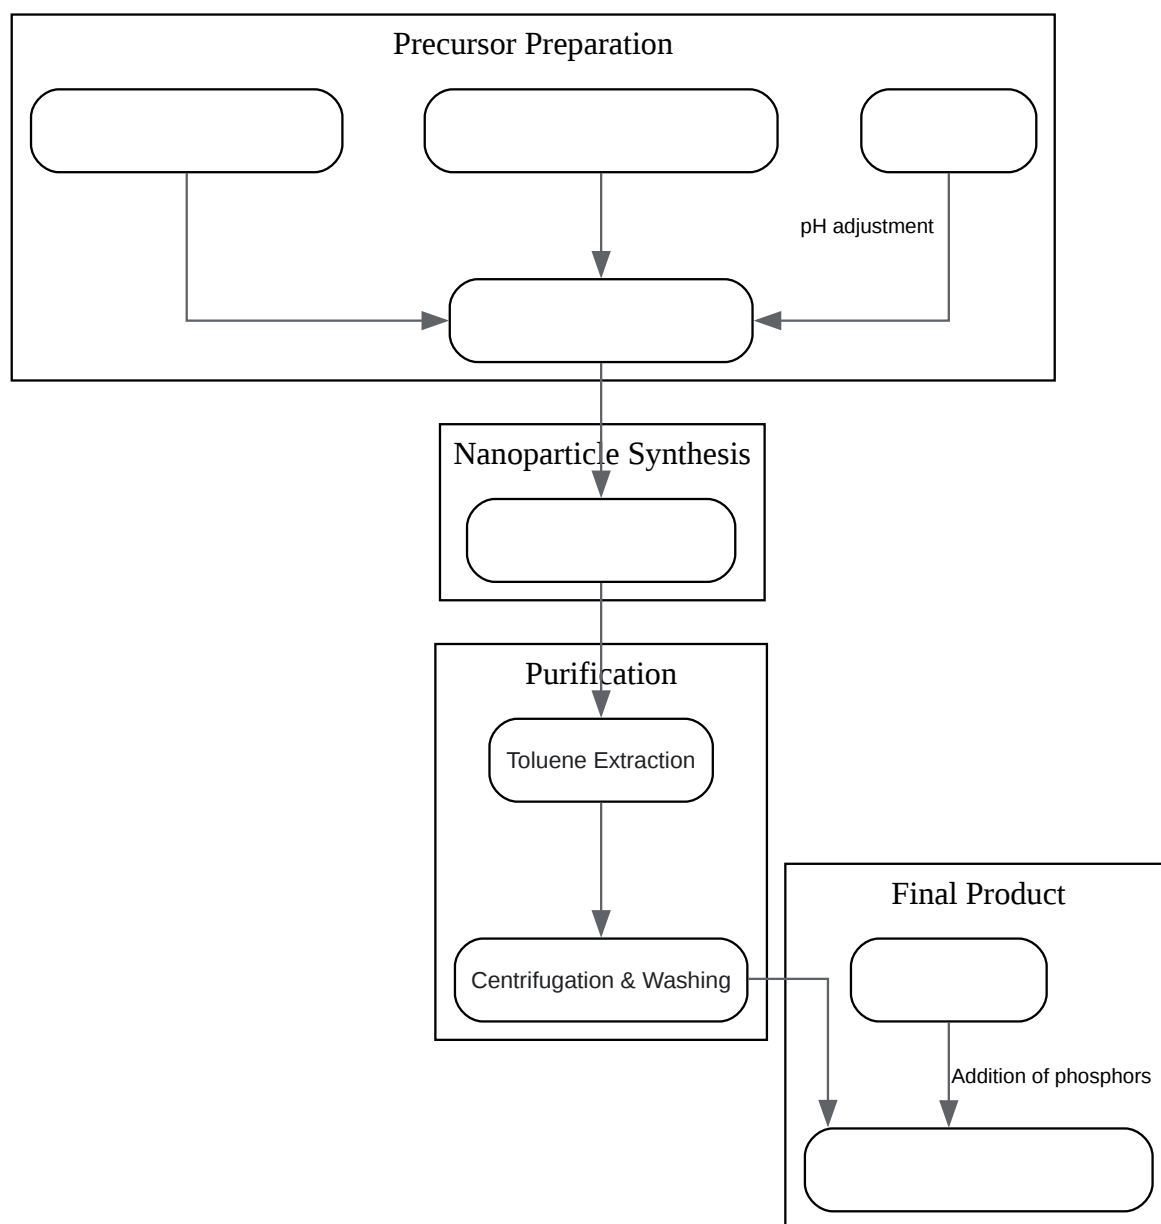 Precursor Preparation
pH adjustment
Nanoparticle Synthesis
Purification
Toluene Extraction
Final Product
Centrifugation & Washing
Addition of phosphors